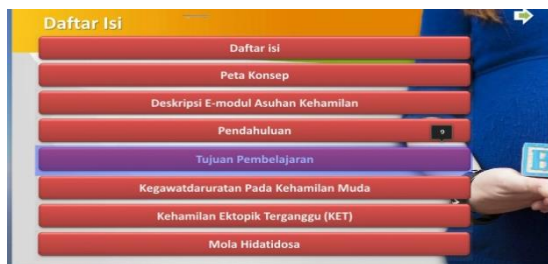 Daftar Isi
Daftar isi
Peta Konsep
Deskripsi E-modul Asuhan Kehamilan
Pendahuluan
9
Tujuan Pembelajaran
Kegawatdaruratan Pada Kehamilan Muda
Kehamilan Ektopik Terganggu (KET)
Mola Hidatidosa
B